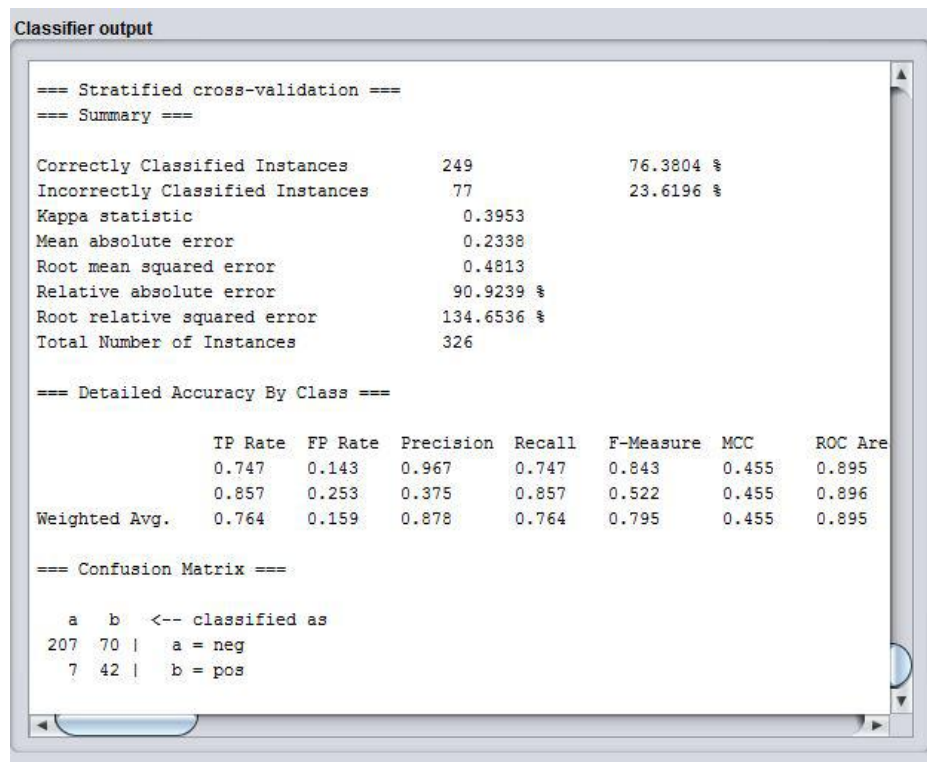 Classifier output
=== Stratified cross-validation ===
=== Summary ===
Correctly Classified Instances 249 76.3804 %
Incorrectly Classified Instances 77 23.6196 %
Kappa statistic 0.3953
Mean absolute error 0.2338
Root mean squared error 0.4813
Relative absolute error 90.9239 %
Root relative squared error 134.6536 %
Total Number of Instances 326
=== Detailed Accuracy By Class ===
TP Rate FP Rate Precision Recall F-Measure MCC ROC Are
0.747 0.143 0.967 0.747 0.843 0.455 0.895
0.857 0.253 0.375 0.857 0.522 0.455 0.896
Weighted Avg. 0.764 0.159 0.878 0.764 0.795 0.455 0.895
=== Confusion Matrix ===
a b <-- classified as
207 70 | a = neg
7 42 | b = pos